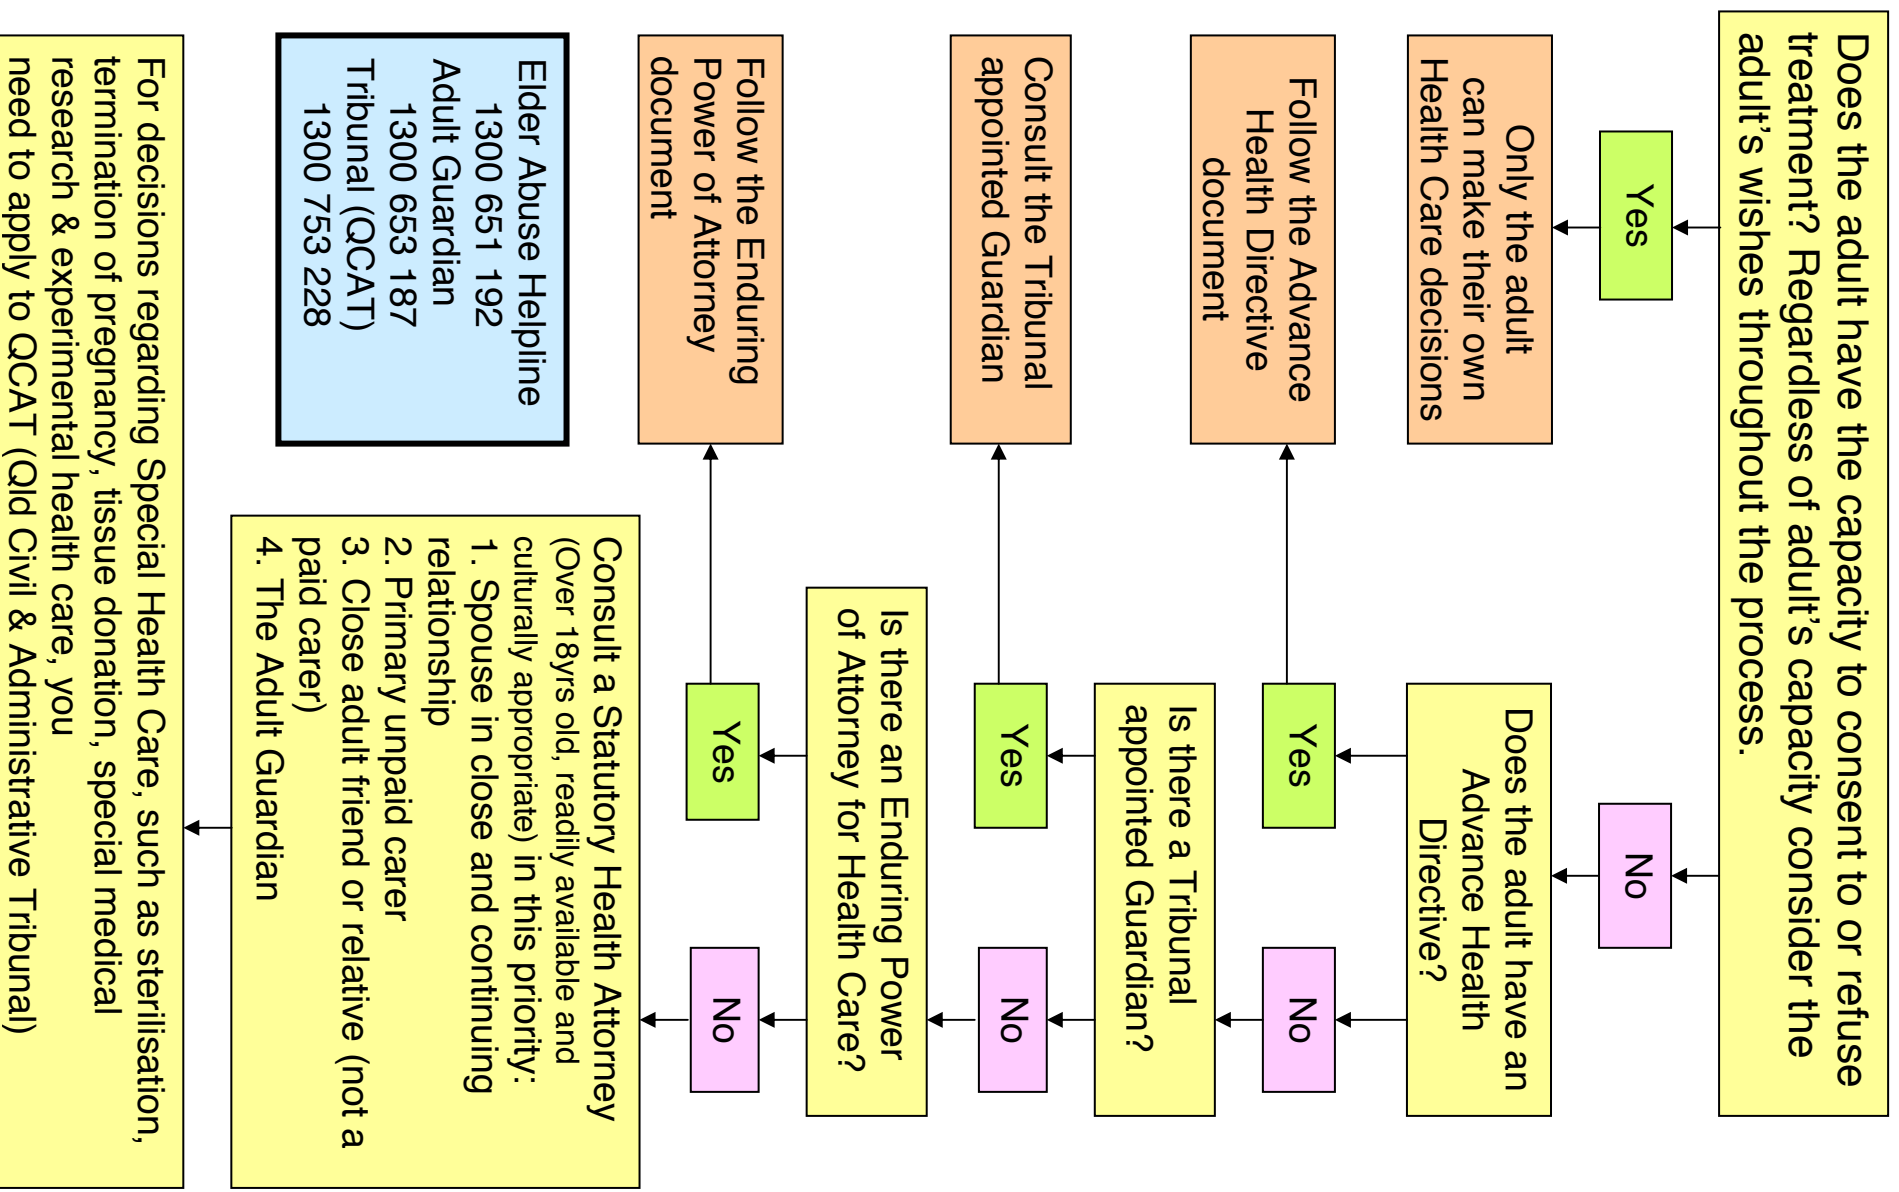 Does the adult have the capacity to consent to or refuse
treatment? Regardless of adult's capacity consider the
adult's wishes throughout the process.
Yes
No
Only the adult
can make their own
Health Care decisions
Does the adult have an
Advance Health
Directive?
Follow the Advance
Health Directive
document
Yes
No
Is there a Tribunal
appointed Guardian?
Consult the Tribunal
appointed Guardian
Yes
No
Is there an Enduring Power
of Attorney for Health Care?
Follow the Enduring
Power of Attorney
document
Yes
No
Consult a Statutory Health Attorney
(Over 18yrs old, readily available and
culturally appropriate) in this priority:
1. Spouse in close and continuing
relationship
2. Primary unpaid carer
3. Close adult friend or relative (not a
paid carer)
4. The Adult Guardian
Elder Abuse Helpline
1300 651 192
Adult Guardian
1300 653 187
Tribunal (QCAT)
1300 753 228
For decisions regarding Special Health Care, such as sterilisation,
termination of pregnancy, tissue donation, special medical
research & experimental health care, you
need to apply to QCAT (Qld Civil & Administrative Tribunal)